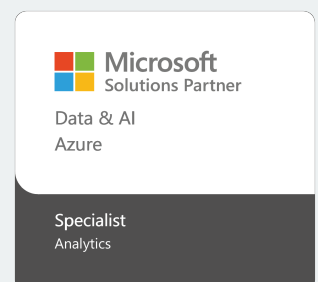 Microsoft
Solutions Partner
Data & AI
Azure
Specialist
Analytics